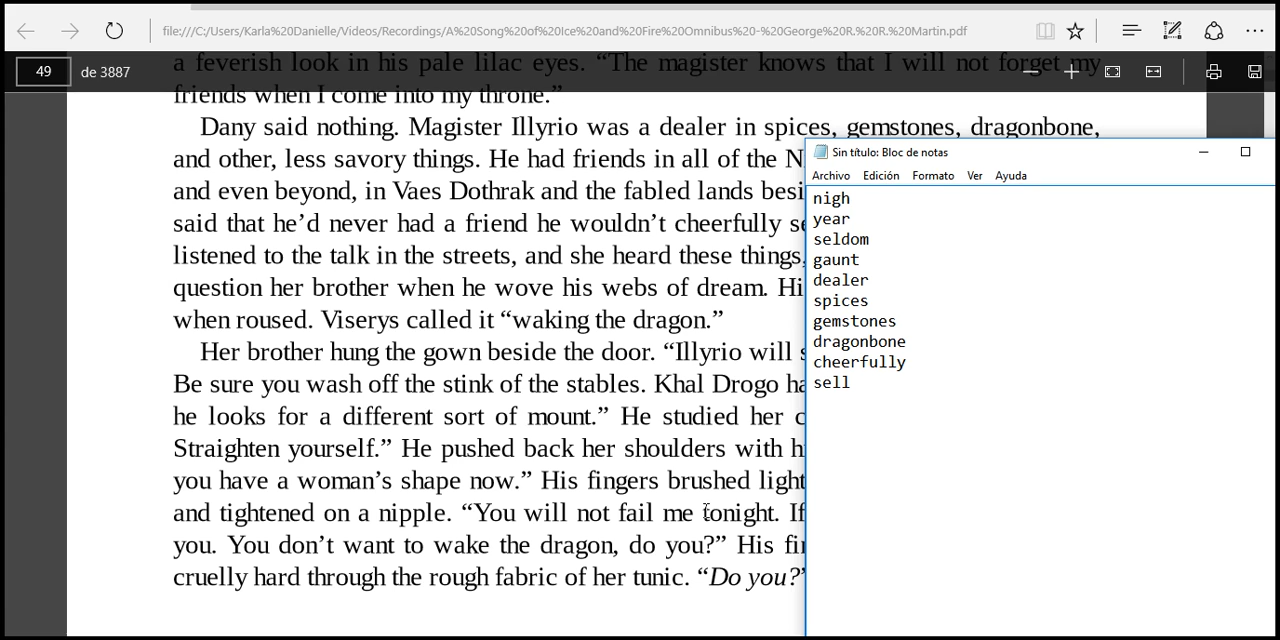 file:///C:/Users/Karla%20Danielle/Videos/Recordings/A%20Song%20of%20Ice%20and%20Fire%20Omnibus%20-%20George%20R.%20R.%20Martin.pdf
a feverish look in his pale lilac eyes. “The magister knows that I will not forget my
49 de 3887
friends when I come into my throne.”
Dany said nothing. Magister Illyrio was a dealer in spices, gemstones, dragonbone,
and other, less savory things. He had friends in all of the N
and even beyond, in Vaes Dothrak and the fabled lands besi
said that he’d never had a friend he wouldn’t cheerfully se
listened to the talk in the streets, and she heard these things,
question her brother when he wove his webs of dream. Hi
when roused. Viserys called it “waking the dragon.”
Her brother hung the gown beside the door. “Illyrio will s
Be sure you wash off the stink of the stables. Khal Drogo ha
he looks for a different sort of mount.” He studied her c
Straighten yourself.” He pushed back her shoulders with h
you have a woman’s shape now.” His fingers brushed light
and tightened on a nipple. “You will not fail me tonight. If
you. You don’t want to wake the dragon, do you?” His fin
cruelly hard through the rough fabric of her tunic. “Do you?”
Sin título: Bloc de notas
Archivo Edición Formato Ver Ayuda
nigh
year
seldom
gaunt
dealer
spices
gemstones
dragonbone
cheerfully
sell